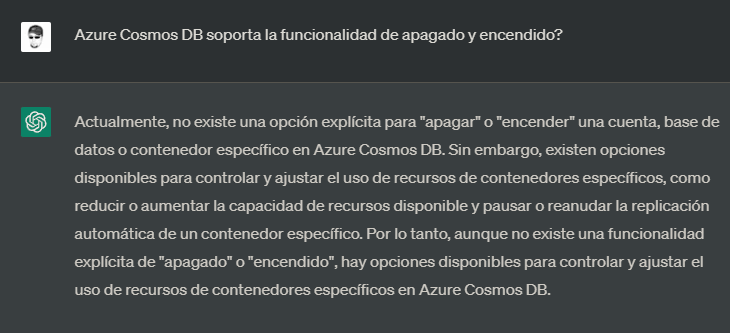 Azure Cosmos DB soporta la funcionalidad de apagado y encendido?
Actualmente, no existe una opción explícita para "apagar" o "encender" una cuenta, base de
datos o contenedor específico en Azure Cosmos DB. Sin embargo, existen opciones
disponibles para controlar y ajustar el uso de recursos de contenedores específicos, como
reducir o aumentar la capacidad de recursos disponible y pausar o reanudar la replicación
automática de un contenedor específico. Por lo tanto, aunque no existe una funcionalidad
explícita de "apagado" o "encendido", hay opciones disponibles para controlar y ajustar el
uso de recursos de contenedores específicos en Azure Cosmos DB.